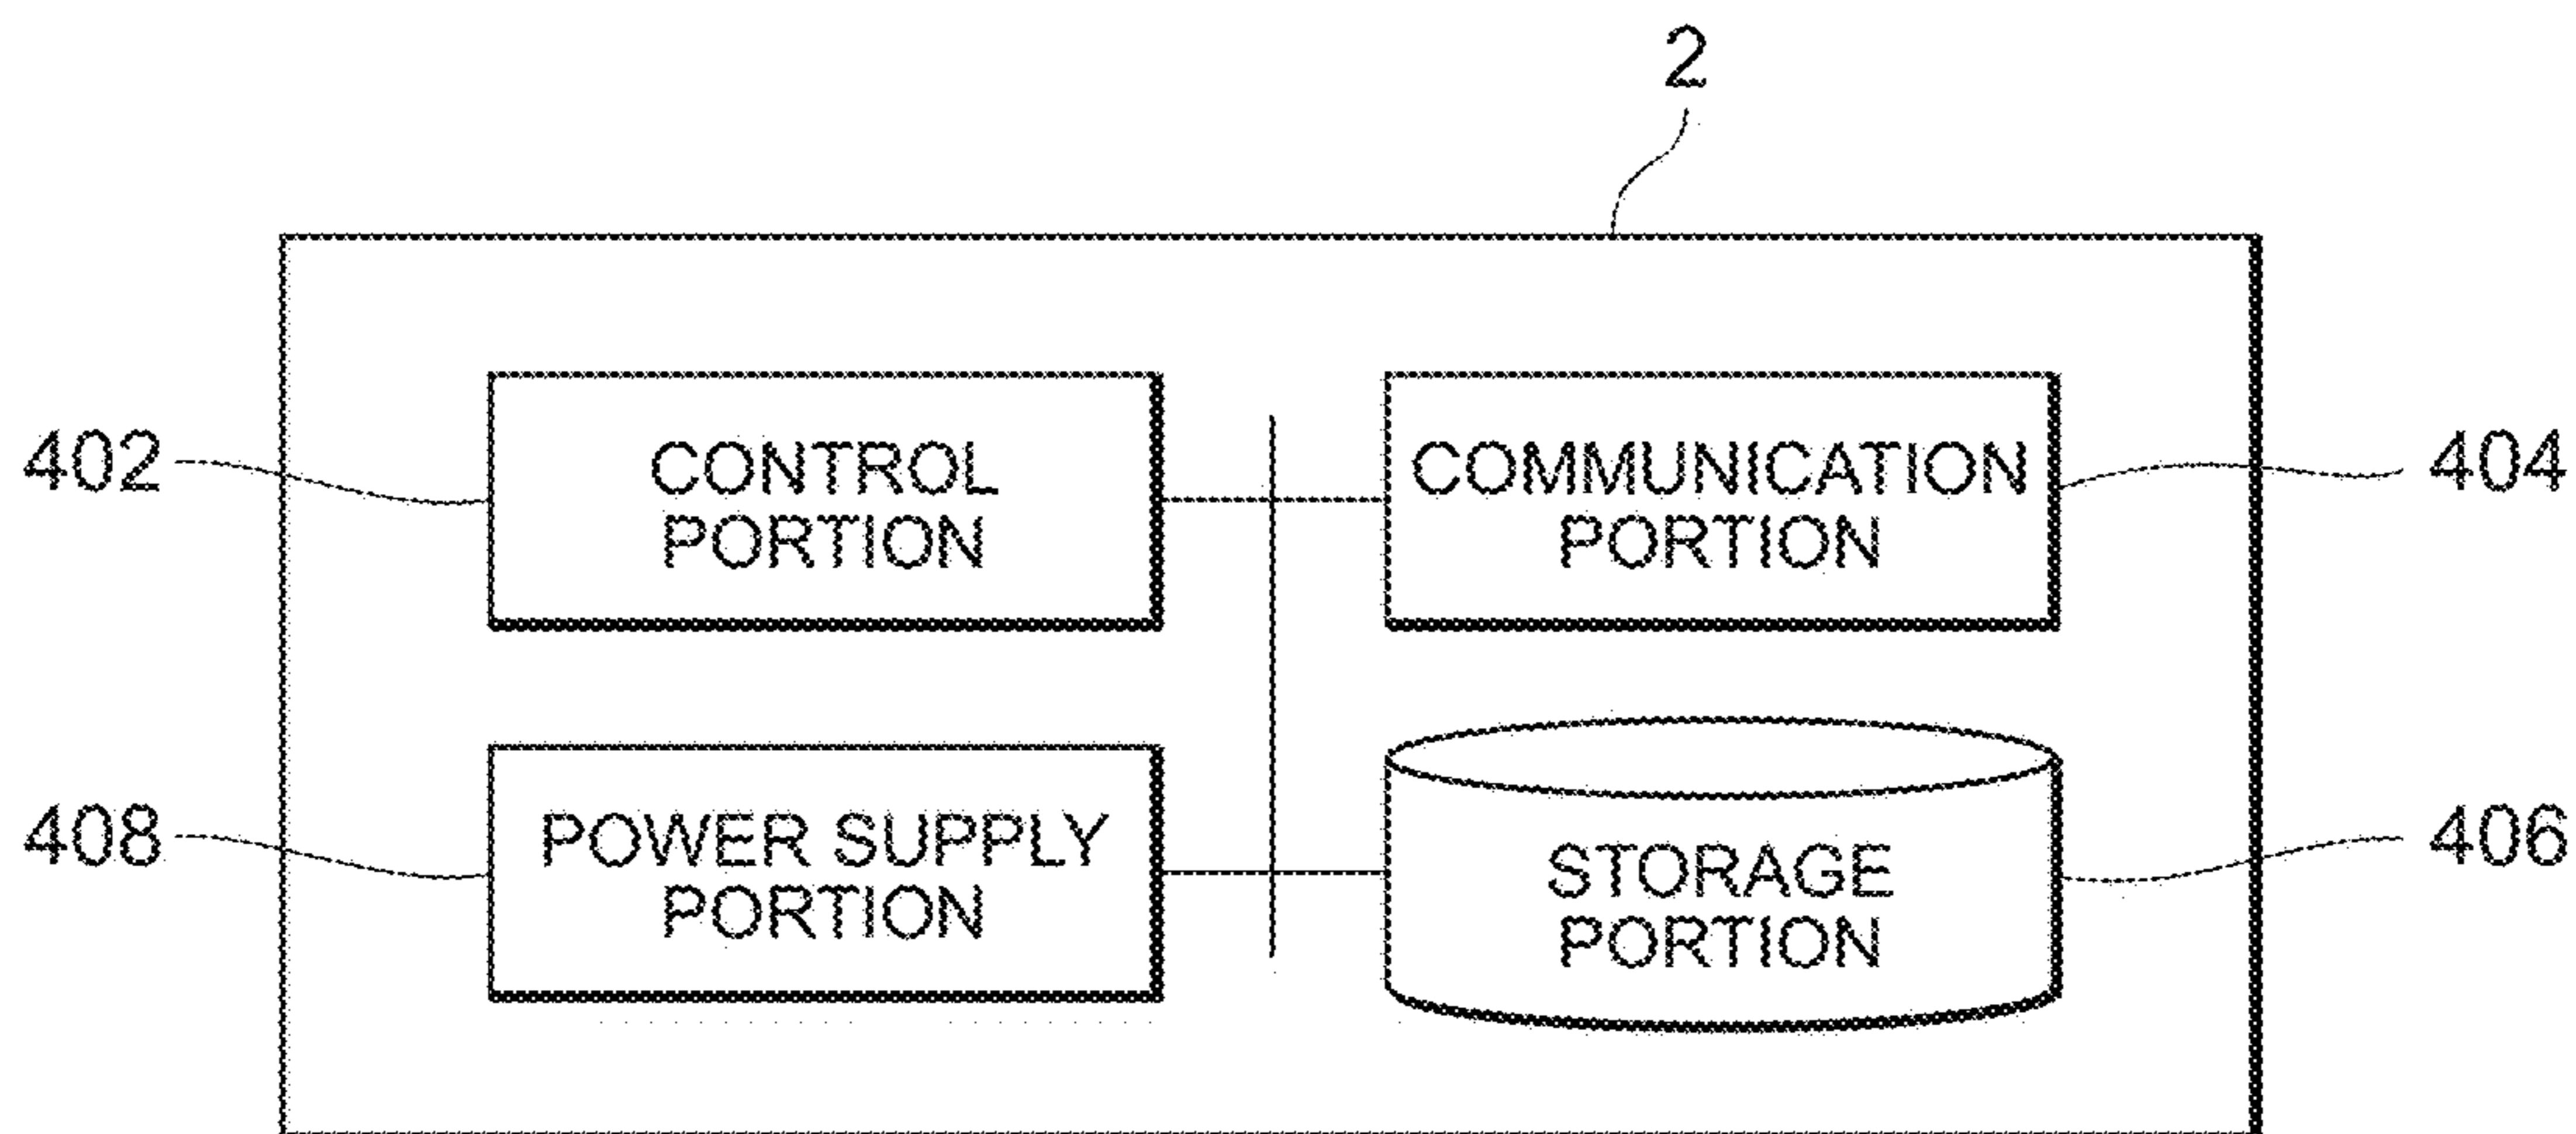 2
402
CONTROL
PORTION
COMMUNICATION
PORTION
404
408
POWER SUPPLY
PORTION
STORAGE
PORTION
406